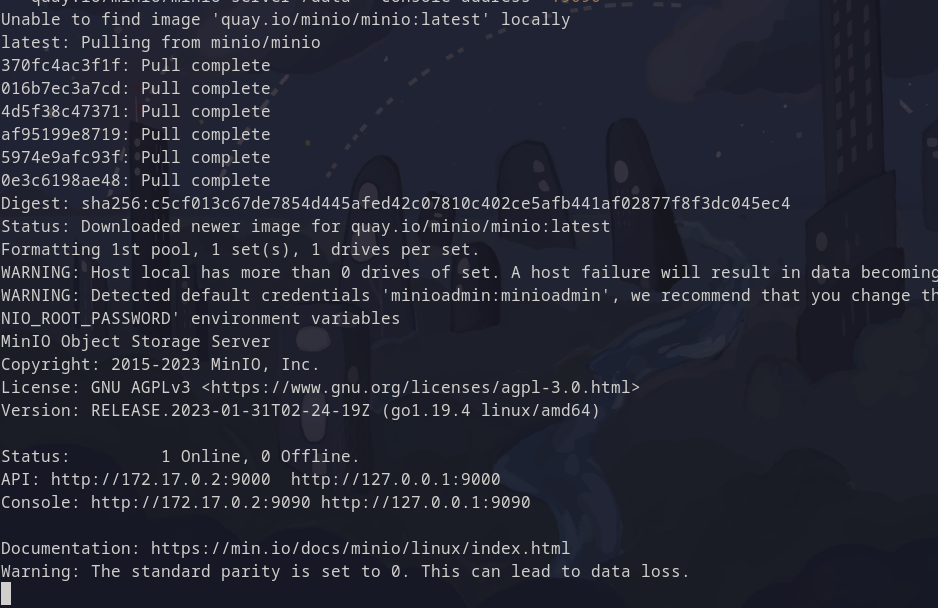 quay.io/minio/minio server /data --console-address ":9090"
Unable to find image 'quay.io/minio/minio:latest' locally
latest: Pulling from minio/minio
370fc4ac3f1f: Pull complete
016b7ec3a7cd: Pull complete
4d5f38c47371: Pull complete
af95199e8719: Pull complete
5974e9afc93f: Pull complete
0e3c6198ae48: Pull complete
Digest: sha256:c5cf013c67de7854d445afed42c07810c402ce5afb441af02877f8f3dc045ec4
Status: Downloaded newer image for quay.io/minio/minio:latest
Formatting 1st pool, 1 set(s), 1 drives per set.
WARNING: Host local has more than 0 drives of set. A host failure will result in data becoming
WARNING: Detected default credentials 'minioadmin:minioadmin', we recommend that you change th
NIO_ROOT_PASSWORD' environment variables
MinIO Object Storage Server
Copyright: 2015-2023 MinIO, Inc.
License: GNU AGPLv3 <https://www.gnu.org/licenses/agpl-3.0.html>
Version: RELEASE.2023-01-31T02-24-19Z (go1.19.4 linux/amd64)
Status:         1 Online, 0 Offline.
API: http://172.17.0.2:9000  http://127.0.0.1:9000
Console: http://172.17.0.2:9090 http://127.0.0.1:9090
Documentation: https://min.io/docs/minio/linux/index.html
Warning: The standard parity is set to 0. This can lead to data loss.